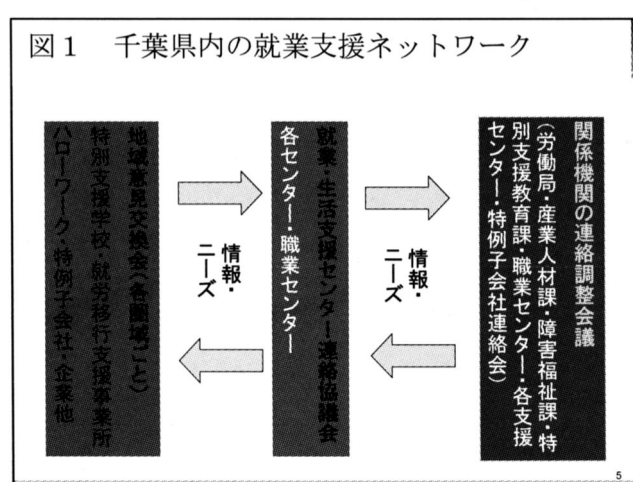 図1 千葉県内の就業支援ネットワーク
地域意見交換会(各圏域ごと)
特別支援学校・就労移行支援事業所
ハローワーク・特例子会社・企業他
情報・
ニーズ
就業・生活支援センター連絡協議会
各センター・職業センター
情報・
ニーズ
関係機関の連絡調整会議
(労働局・産業人材課・障害福祉課・特
別支援教育課・職業センター・各支援
センター・特例子会社連絡会)
5